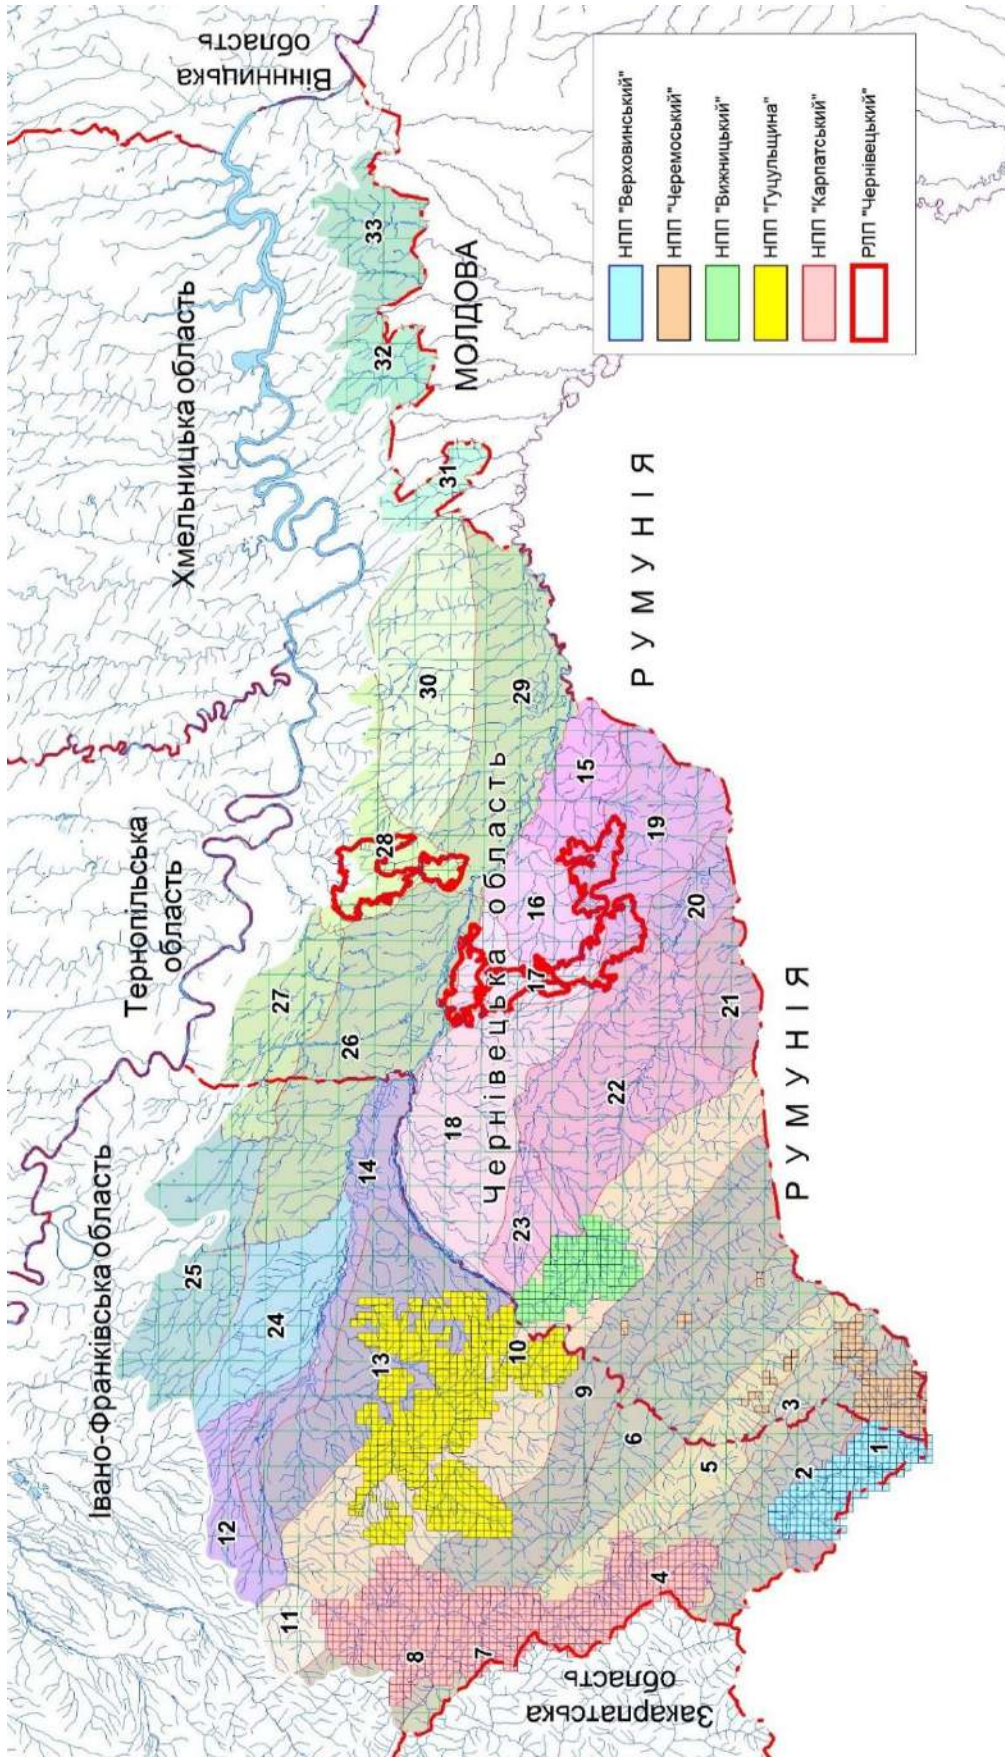 Вінницька
область
Хмельницька область
Тернопільська
область
Івано-Франківська область
Закарпатська
область
Чернівецька область
МОЛДОВА
РУМУНІЯ
РУМУНІЯ
1
2
3
4
5
6
7
8
9
10
11
12
13
14
15
16
17
18
19
20
21
22
23
24
25
26
27
28
29
30
31
32
33
НПП "Верховинський"
НПП "Черемоський"
НПП "Вижницький"
НПП "Гуцульщина"
НПП "Карпатський"
РЛП "Чернівецький"